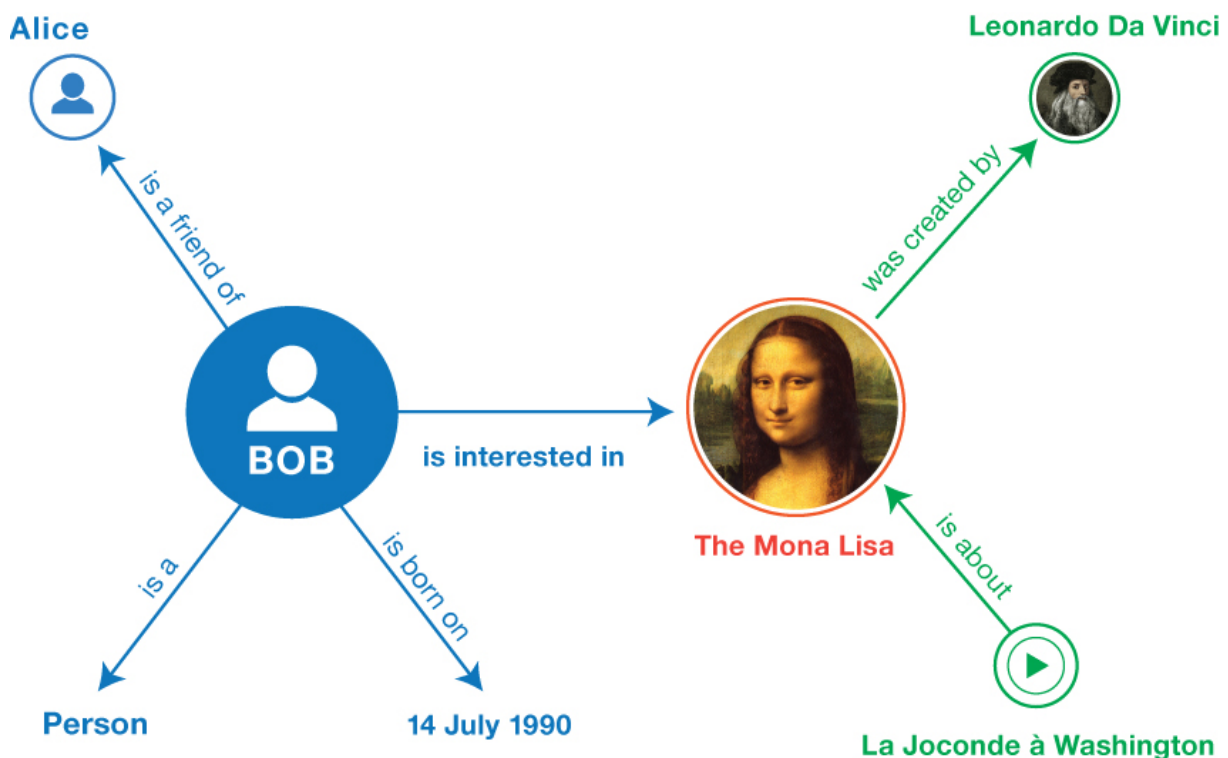 Alice
Leonardo Da Vinci
is a friend of
was created by
BOB
is interested in
The Mona Lisa
is a
is born on
is about
Person
14 July 1990
La Joconde à Washington